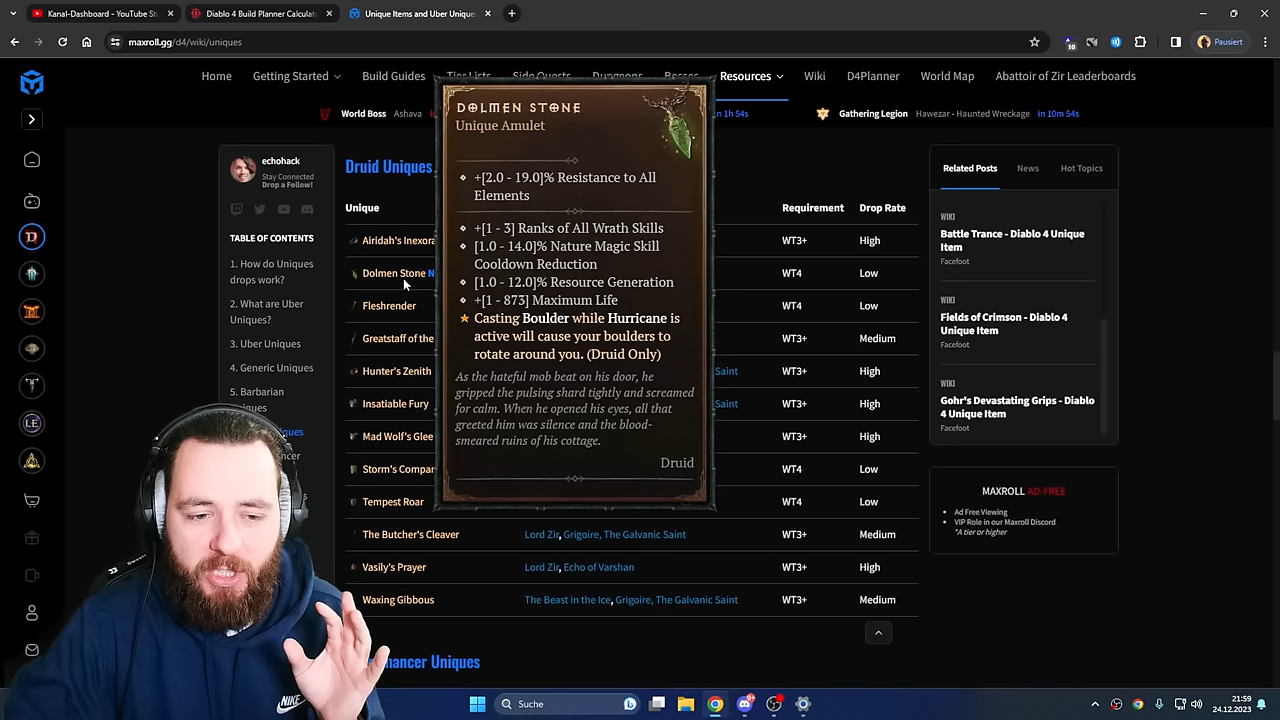 Kanal-Dashboard - YouTube St
Diablo 4 Build Planner Calculat
Unique Items and Uber Unique
maxroll.gg/d4/wiki/uniques
10
Pausiert
Home
Getting Started
Build Guides
Tier Lists
Side Quests
Dungeons
Bosses
Resources
Wiki
D4Planner
World Map
Abattoir of Zir Leaderboards
World Boss Ashava
n 1h 54s
Gathering Legion Hawezar - Haunted Wreckage in 10m 54s
echohack
Stay Connected
Drop a Follow!
TABLE OF CONTENTS
1. How do Uniques
drops work?
2. What are Uber
Uniques?
3. Uber Uniques
4. Generic Uniques
5. Barbarian
Druid Uniques
Unique
Requirement
Drop Rate
Airidah's Inexora
WT3+
High
Dolmen Stone N
WT4
Low
Fleshrender
WT3+
Low
Greatstaff of the
WT3+
Medium
Hunter's Zenith
Saint
WT3+
High
Insatiable Fury
Saint
WT3+
High
Mad Wolf's Glee
WT3+
High
Storm's Compar
WT4
Low
Tempest Roar
WT4
Low
The Butcher's Cleaver
Lord Zir, Grigoire, The Galvanic Saint
WT3+
Medium
Vasily's Prayer
Lord Zir, Echo of Varshan
WT3+
High
Waxing Gibbous
The Beast in the Ice, Grigoire, The Galvanic Saint
WT3+
Medium
mancer Uniques
DOLMEN STONE
Unique Amulet
+[2.0 - 19.0]% Resistance to All
Elements
+[1 - 3] Ranks of All Wrath Skills
[1.0 - 14.0]% Nature Magic Skill
Cooldown Reduction
[1.0 - 12.0]% Resource Generation
+[1 - 873] Maximum Life
Casting Boulder while Hurricane is
active will cause your boulders to
rotate around you. (Druid Only)
As the hateful mob beat on his door, he
gripped the pulsing shard tightly and screamed
for calm. When he opened his eyes, all that
greeted him was silence and the blood-
smeared ruins of his cottage.
Druid
Related Posts
News
Hot Topics
WIKI
Battle Trance - Diablo 4 Unique
Item
Facefoot
WIKI
Fields of Crimson - Diablo 4
Unique Item
Facefoot
WIKI
Gohr's Devastating Grips - Diablo
4 Unique Item
Facefoot
MAXROLL AD-FREE
Ad Free Viewing
VIP Role in our Maxroll Discord
*A tier or higher
NIKE
Suche
21:59
24.12.2023